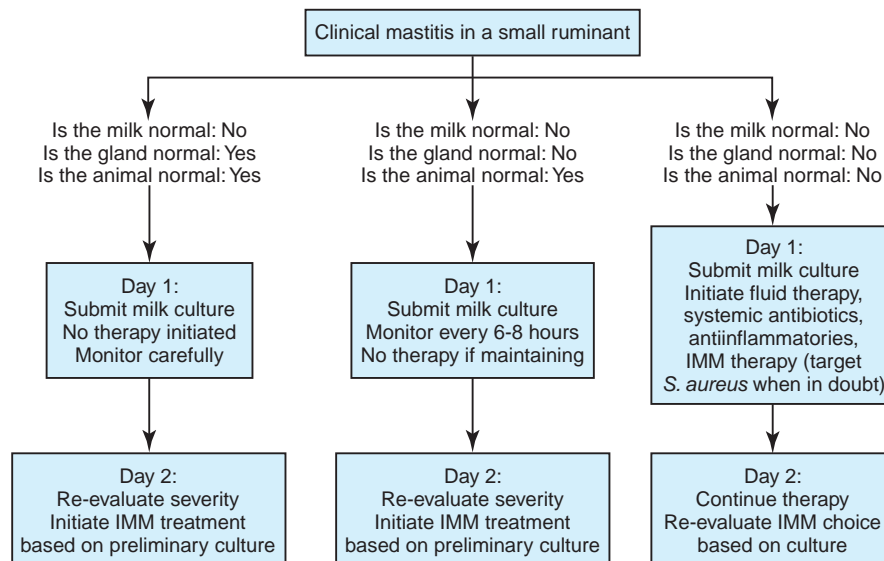 Clinical mastitis in a small ruminant
Is the milk normal: No
Is the gland normal: Yes
Is the animal normal: Yes
Is the milk normal: No
Is the gland normal: No
Is the animal normal: Yes
Is the milk normal: No
Is the gland normal: No
Is the animal normal: No
Day 1:
Submit milk culture
No therapy initiated
Monitor carefully
Day 1:
Submit milk culture
Monitor every 6-8 hours
No therapy if maintaining
Day 1:
Submit milk culture
Initiate fluid therapy,
systemic antibiotics,
antiinflammatories,
IMM therapy (target
S. aureus when in doubt)
Day 2:
Re-evaluate severity
Initiate IMM treatment
based on preliminary culture
Day 2:
Re-evaluate severity
Initiate IMM treatment
based on preliminary culture
Day 2:
Continue therapy
Re-evaluate IMM choice
based on culture